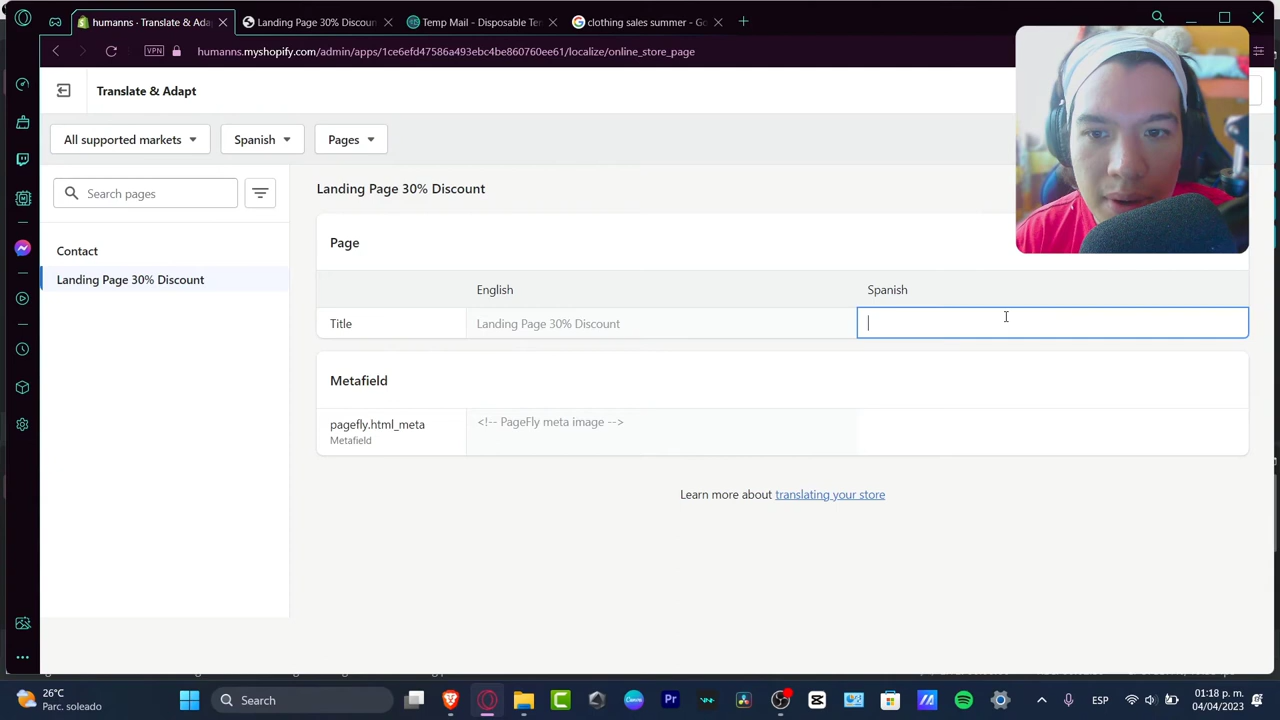 humanns · Translate & Ada
Landing Page 30% Discoun
Temp Mail - Disposable Te
clothing sales summer - Go
VPN
humanns.myshopify.com/admin/apps/1ce6efd47586a493ebc4be860760ee61/localize/online_store_page
Translate & Adapt
All supported markets
Spanish
Pages
Search pages
Landing Page 30% Discount
Page
Contact
Landing Page 30% Discount
English
Spanish
Title
Landing Page 30% Discount
Metafield
pagefly.html_meta
<!-- PageFly meta image -->
Metafield
Learn more about translating your store
26°C
Parc. soleado
Search
Pr
ESP
01:18 p. m.
04/04/2023